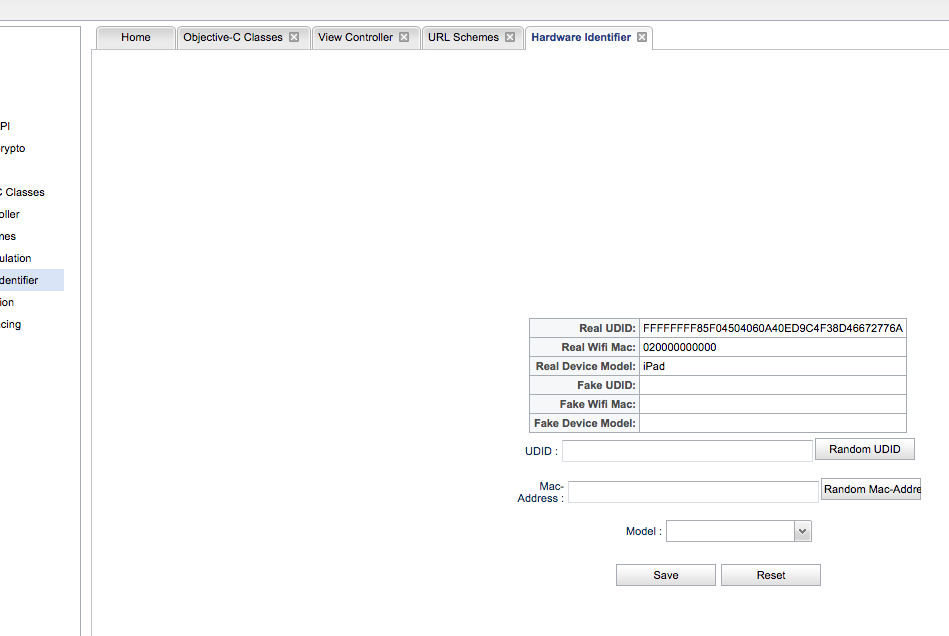 Home Objective-C Classes View Controller URL Schemes Hardware Identifier
PI
rypto
C Classes
oller
nes
ulation
dentifier
ion
cing
Real UDID: FFFFFFFF85F04504060A40ED9C4F38D46672776A
Real Wifi Mac: 020000000000
Real Device Model: iPad
Fake UDID:
Fake Wifi Mac:
Fake Device Model:
UDID : Random UDID
Mac-
Address : Random Mac-Addre
Model :
Save Reset